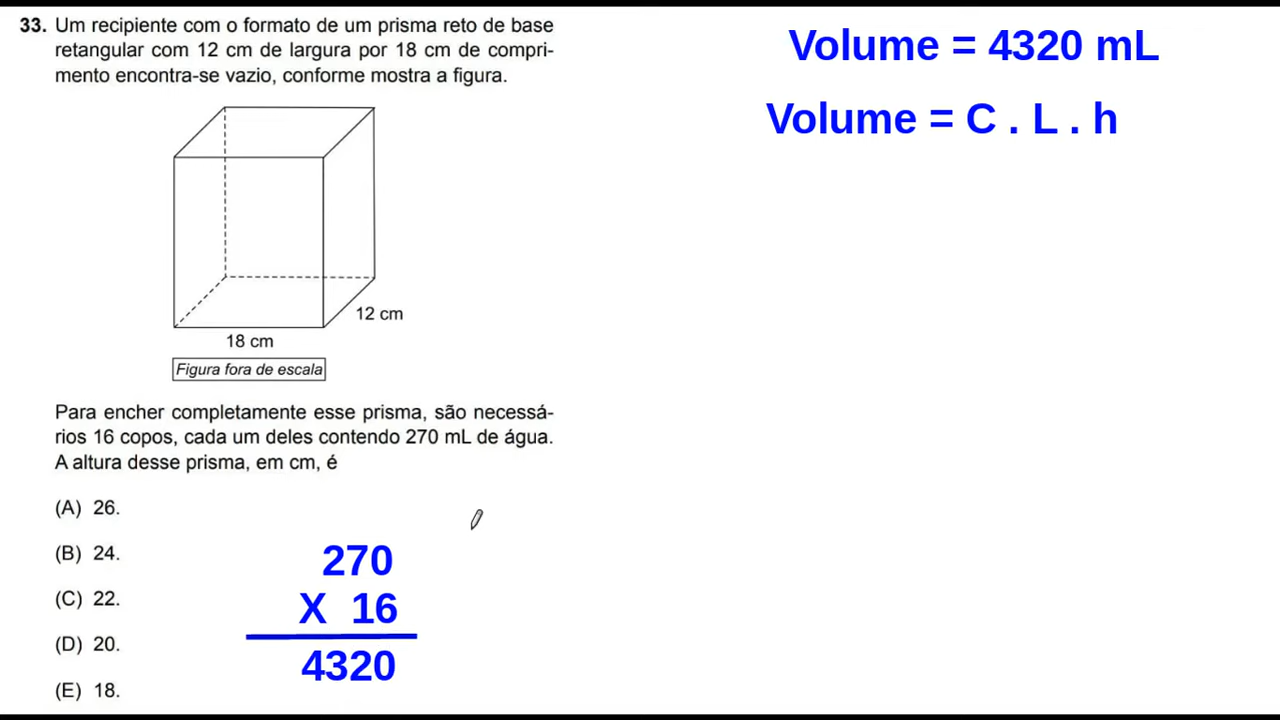 33. Um recipiente com o formato de um prisma reto de base
retangular com 12 cm de largura por 18 cm de compri-
mento encontra-se vazio, conforme mostra a figura.
12 cm
18 cm
Figura fora de escala
Para encher completamente esse prisma, são necessá-
rios 16 copos, cada um deles contendo 270 mL de água.
A altura desse prisma, em cm, é
(A) 26.
(B) 24.
(C) 22.
(D) 20.
(E) 18.
270
X 16
4320
Volume = 4320 mL
Volume = C . L . h